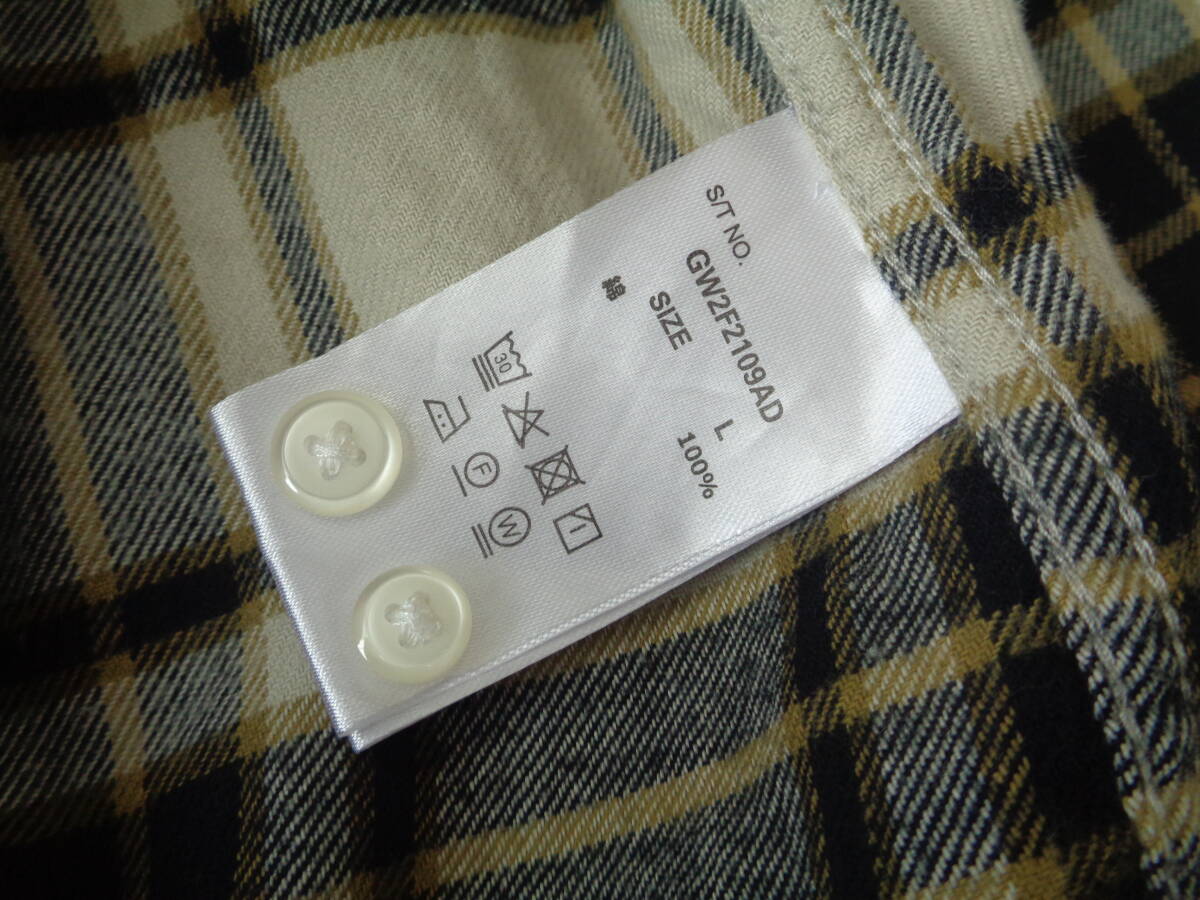 S/T NO.
GW2F2109AD
SIZE L
綿 100%
30
F
W